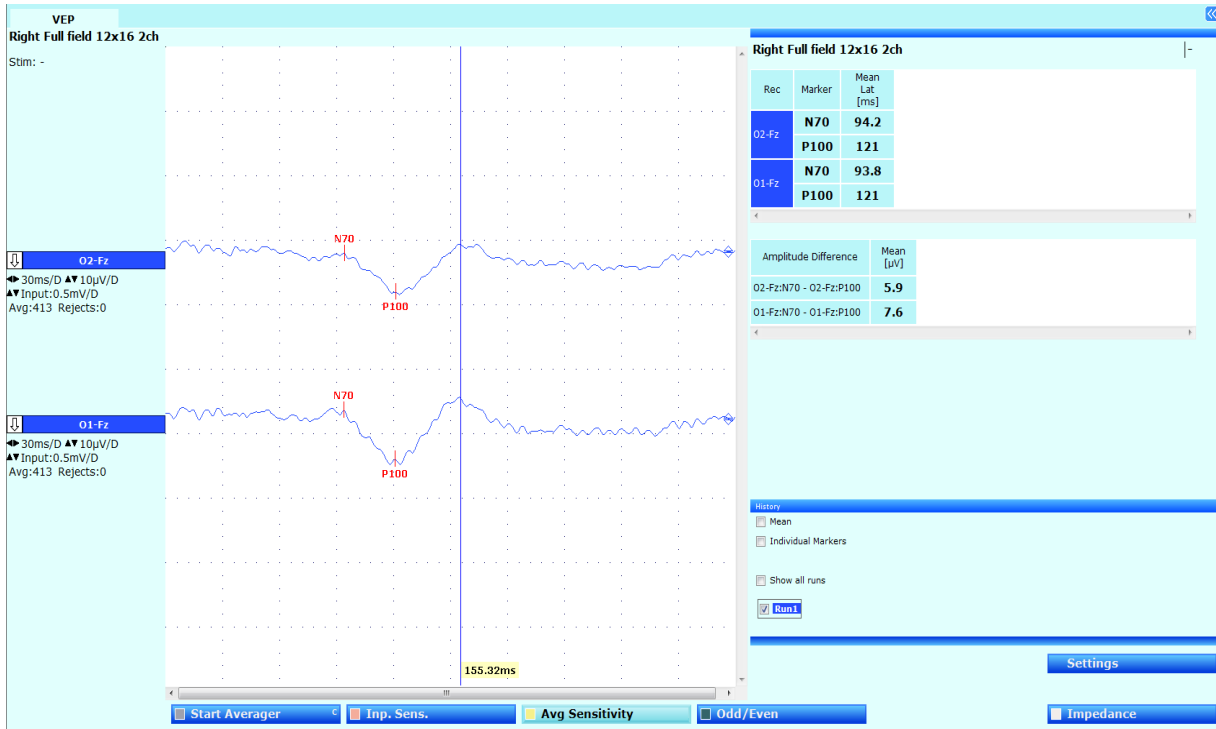 VEP
Right Full field 12x16 2ch
Stim: -
O2-Fz
30ms/D 10µV/D
Input:0.5mV/D
Avg:413 Rejects:0
O1-Fz
30ms/D 10µV/D
Input:0.5mV/D
Avg:413 Rejects:0
N70
P100
N70
P100
155.32ms
Right Full field 12x16 2ch -
Rec Marker Mean Lat [ms]
O2-Fz N70 94.2
P100 121
O1-Fz N70 93.8
P100 121
Amplitude Difference Mean [µV]
O2-Fz:N70 - O2-Fz:P100 5.9
O1-Fz:N70 - O1-Fz:P100 7.6
History
Mean
Individual Markers
Show all runs
Run1
Settings
Start Averager C Inp. Sens. Avg Sensitivity Odd/Even Impedance